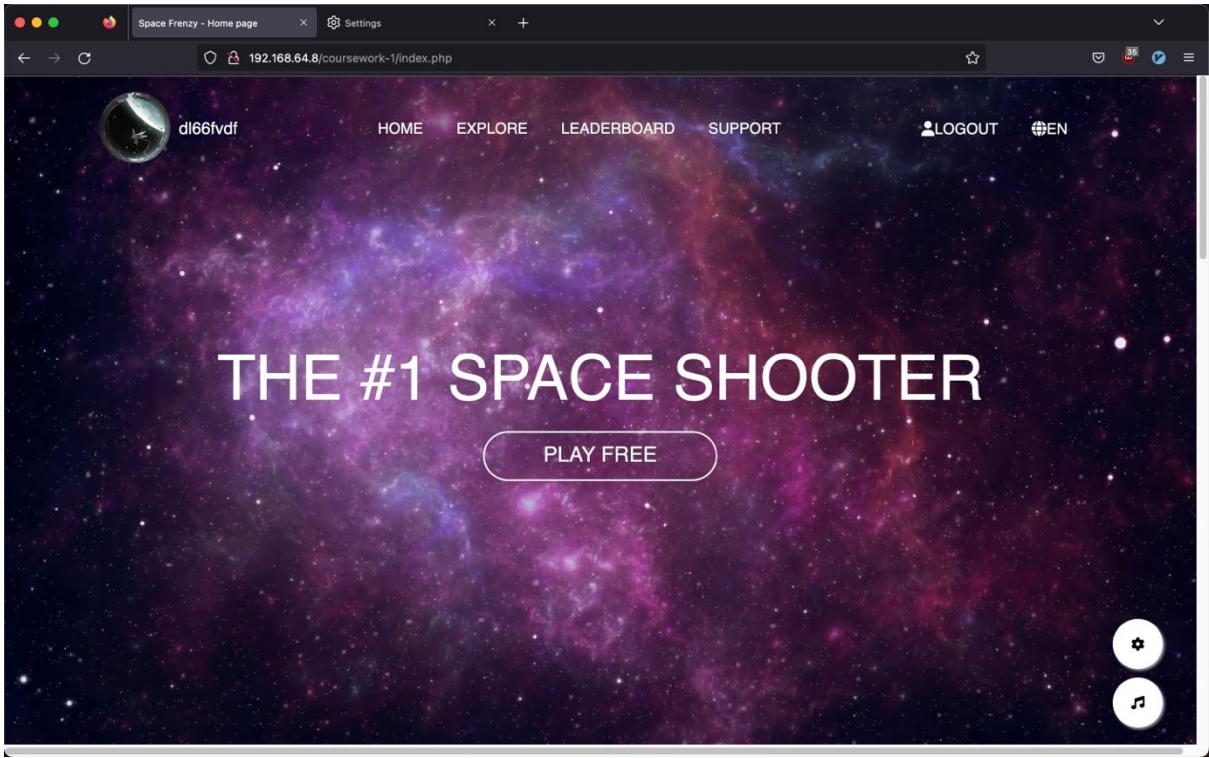 Space Frenzy - Home page
Settings
192.168.64.8/coursework-1/index.php
35
dl66fvdf HOME EXPLORE LEADERBOARD SUPPORT LOGOUT EN
THE #1 SPACE SHOOTER
PLAY FREE